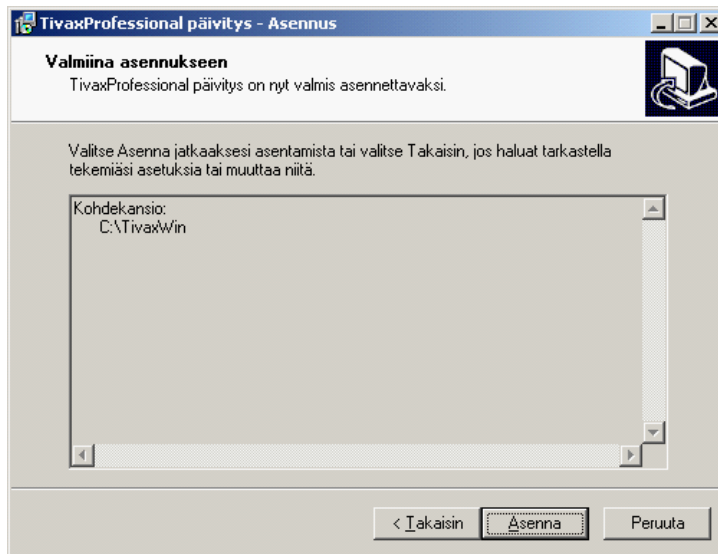 TivaxProfessional päivitys - Asennus
Valmiina asennukseen
TivaxProfessional päivitys on nyt valmis asennettavaksi.
Valitse Asenna jatkaaksesi asentamista tai valitse Takaisin, jos haluat tarkastella
tekemiäsi asetuksia tai muuttaa niitä.
Kohdekansio:
C:\TivaxWin
< Takaisin
Asenna
Peruuta